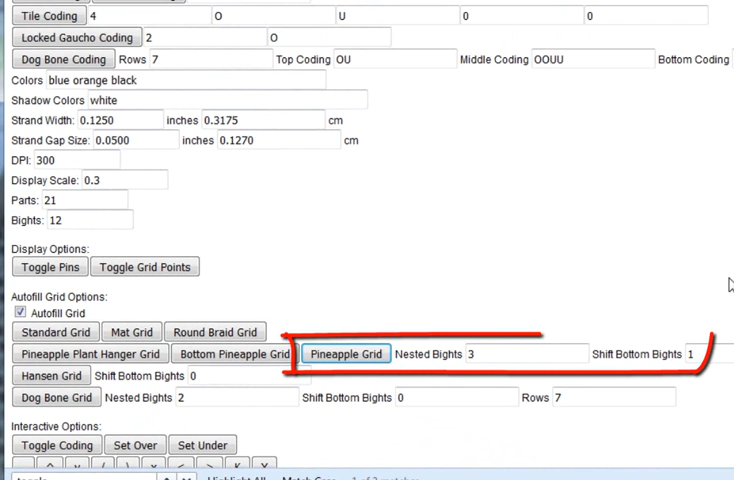 Tile Coding 4 O U 0 0
Locked Gaucho Coding 2 O
Dog Bone Coding Rows 7 Top Coding OU Middle Coding OOUU Bottom Coding
Colors blue orange black
Shadow Colors white
Strand Width: 0.1250 inches 0.3175 cm
Strand Gap Size: 0.0500 inches 0.1270 cm
DPI: 300
Display Scale: 0.3
Parts: 21
Bights: 12
Display Options:
Toggle Pins Toggle Grid Points
Autofill Grid Options:
Autofill Grid
Standard Grid Mat Grid Round Braid Grid
Pineapple Plant Hanger Grid Bottom Pineapple Grid Pineapple Grid Nested Bights 3 Shift Bottom Bights 1
Hansen Grid Shift Bottom Bights 0
Dog Bone Grid Nested Bights 2 Shift Bottom Bights 0 Rows 7
Interactive Options:
Toggle Coding Set Over Set Under
^ v / \ x < > K Y